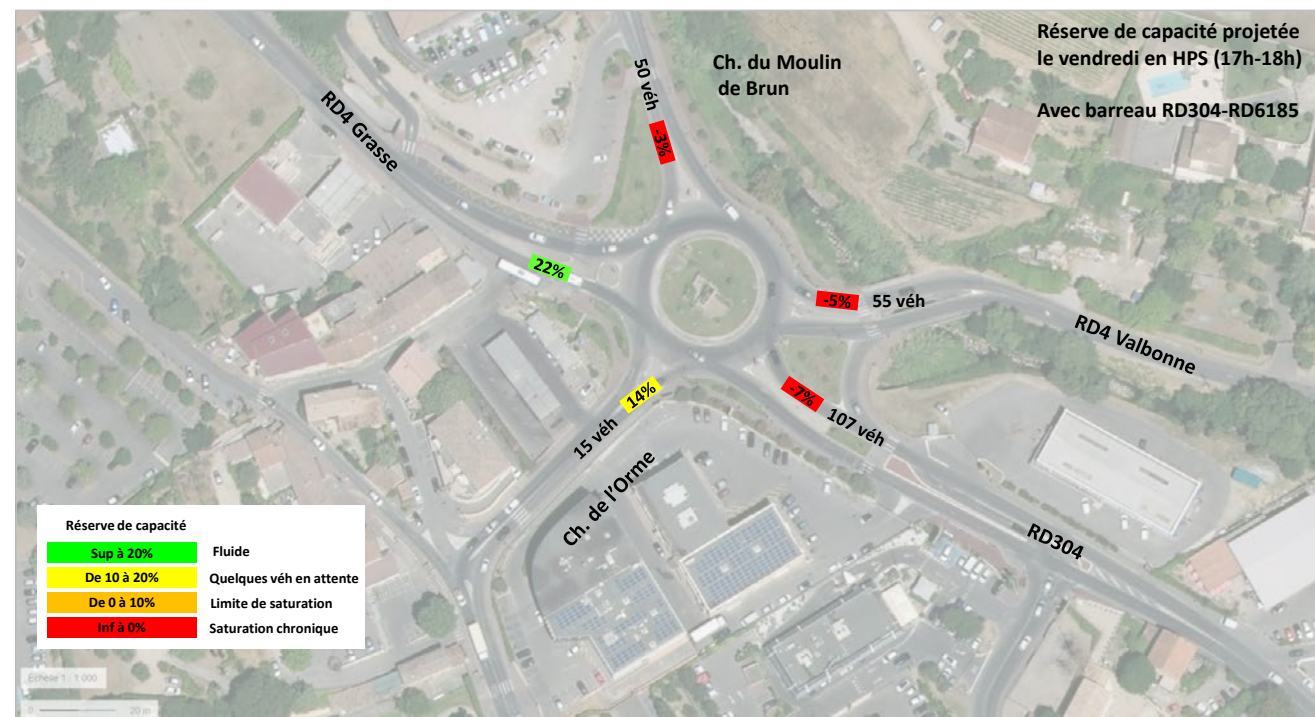 Réserve de capacité projetée
le vendredi en HPS (17h-18h)
Avec barreau RD304-RD6185
Ch. du Moulin
de Brun
50 véh
-3%
RD4 Grasse
22%
-5%
55 véh
RD4 Valbonne
14%
15 véh
-7%
107 véh
Ch. de l'Orme
RD304
Réserve de capacité
Sup à 20%
Fluide
De 10 à 20%
Quelques véh en attente
De 0 à 10%
Limite de saturation
Inf à 0%
Saturation chronique
Echelle 1 : 1 000
0
20 m